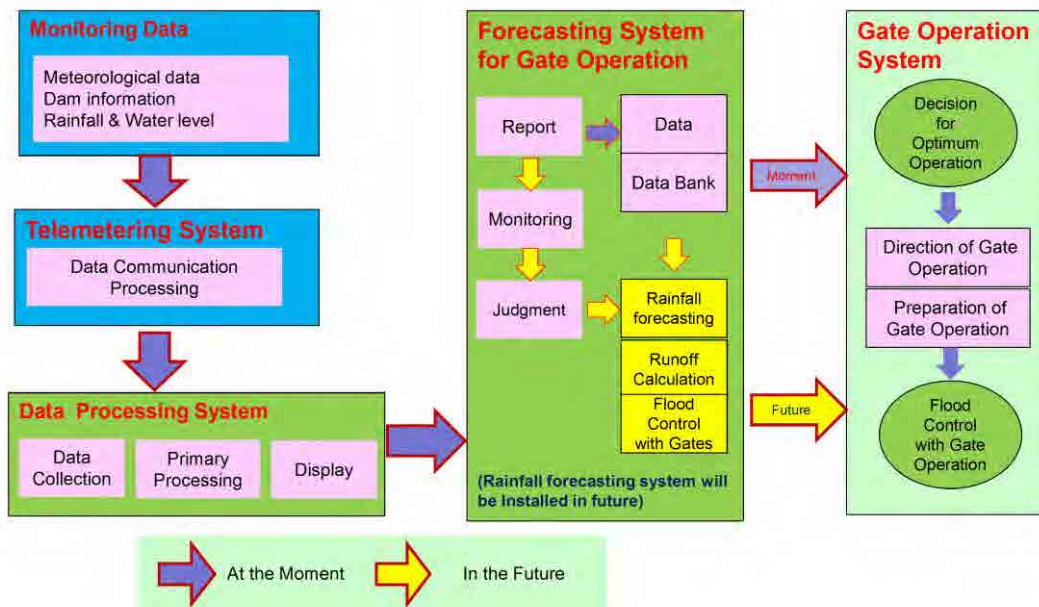 Monitoring Data
Meteorological data
Dam information
Rainfall & Water level
Telemetering System
Data Communication
Processing
Data Processing System
Data
Collection
Primary
Processing
Display
Forecasting System
for Gate Operation
Report
Data
Data Bank
Monitoring
Judgment
Rainfall
forecasting
Runoff
Calculation
Flood
Control
with Gates
(Rainfall forecasting system will
be Installed in future)
Moment
Future
Gate Operation
System
Decision
for
Optimum
Operation
Direction of Gate
Operation
Preparation of
Gate Operation
Flood
Control
with Gate
Operation
At the Moment
In the Future